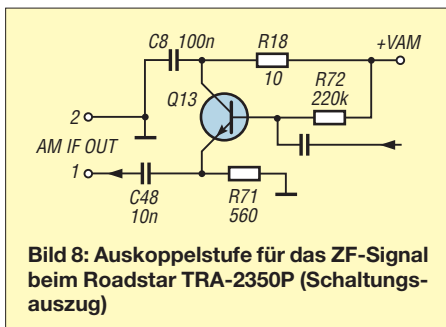 C8 100n
R18
10
+VAM
R72
220k
Q13
2
AM IF OUT
1
C48
10n
R71
560
Bild 8: Auskoppelstufe für das ZF-Signal
beim Roadstar TRA-2350P (Schaltungs-
auszug)